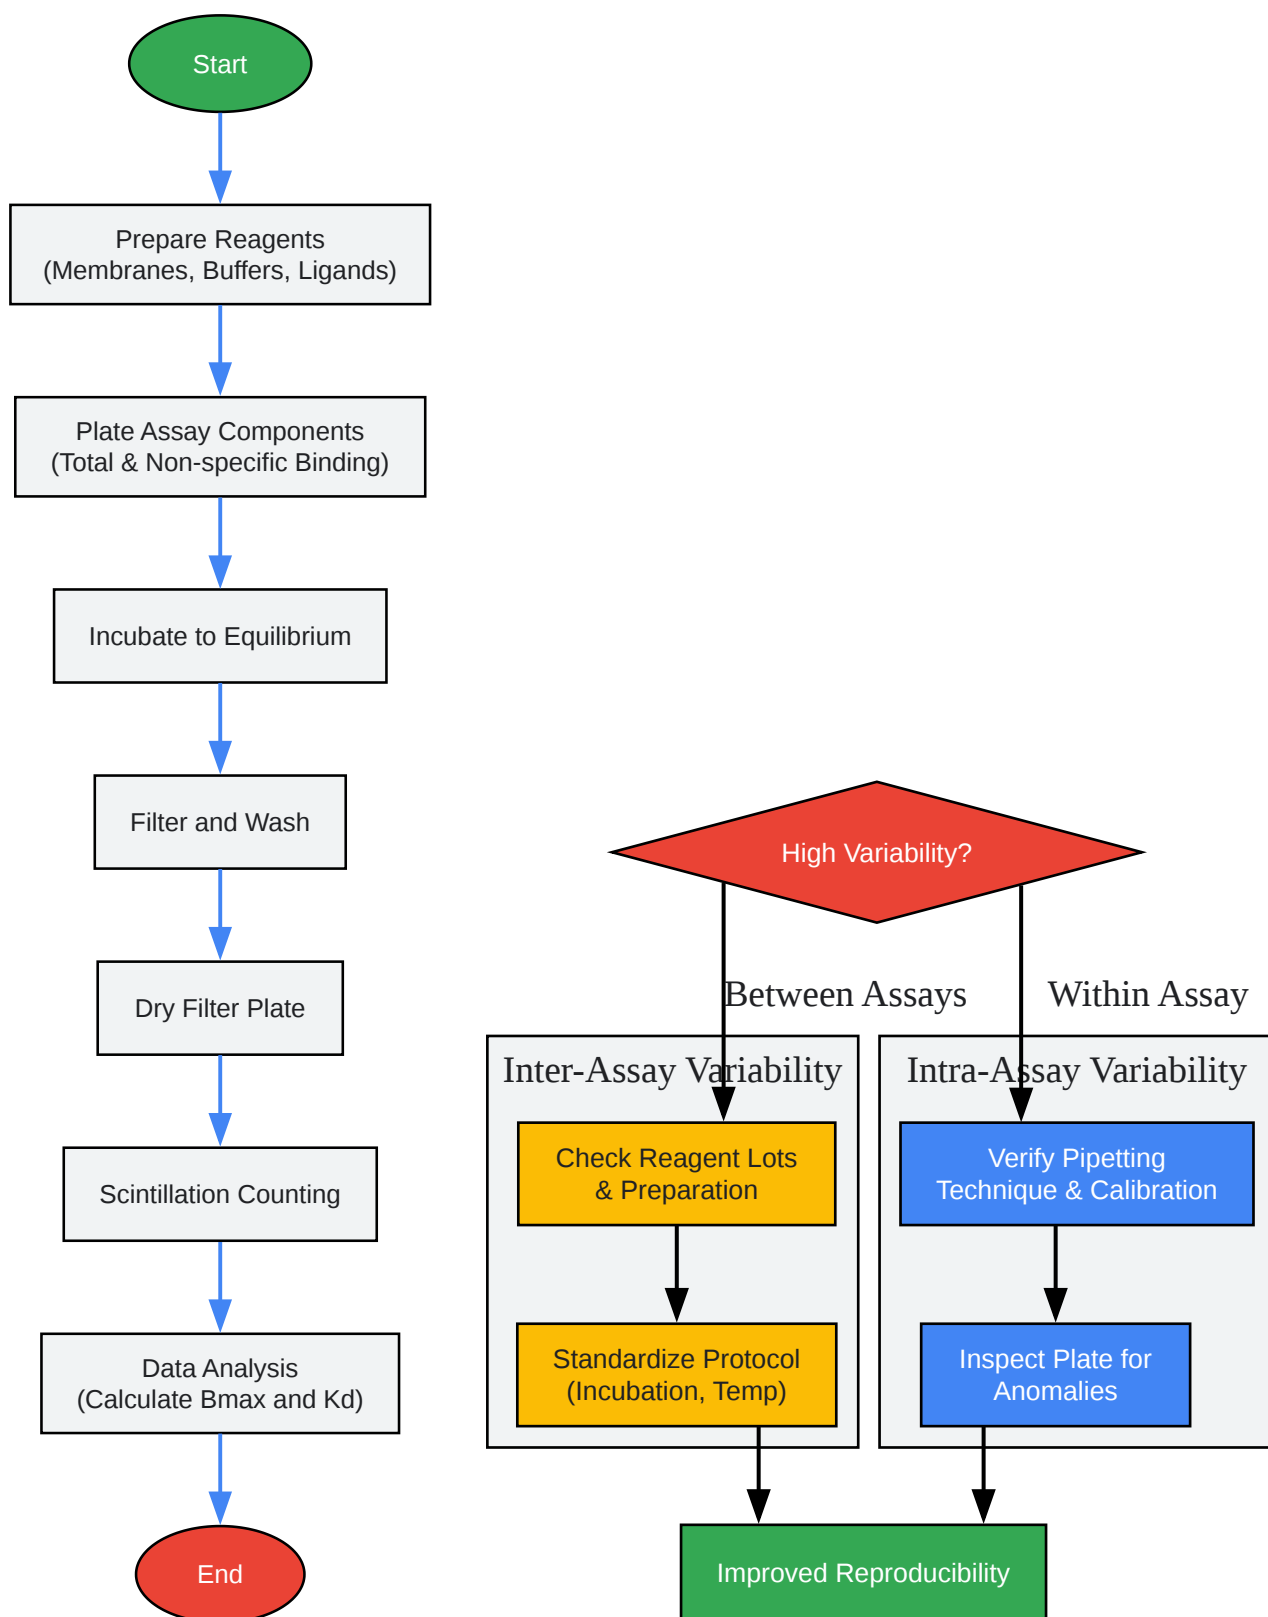 Start
Prepare Reagents
(Membranes, Buffers, Ligands)
Plate Assay Components
(Total & Non-specific Binding)
Incubate to Equilibrium
Filter and Wash
Dry Filter Plate
Scintillation Counting
Data Analysis
(Calculate Bmax and Kd)
End
High Variability?
Between Assays
Within Assay
Inter-Assay Variability
Check Reagent Lots
& Preparation
Standardize Protocol
(Incubation, Temp)
Intra-Assay Variability
Verify Pipetting
Technique & Calibration
Inspect Plate for
Anomalies
Improved Reproducibility